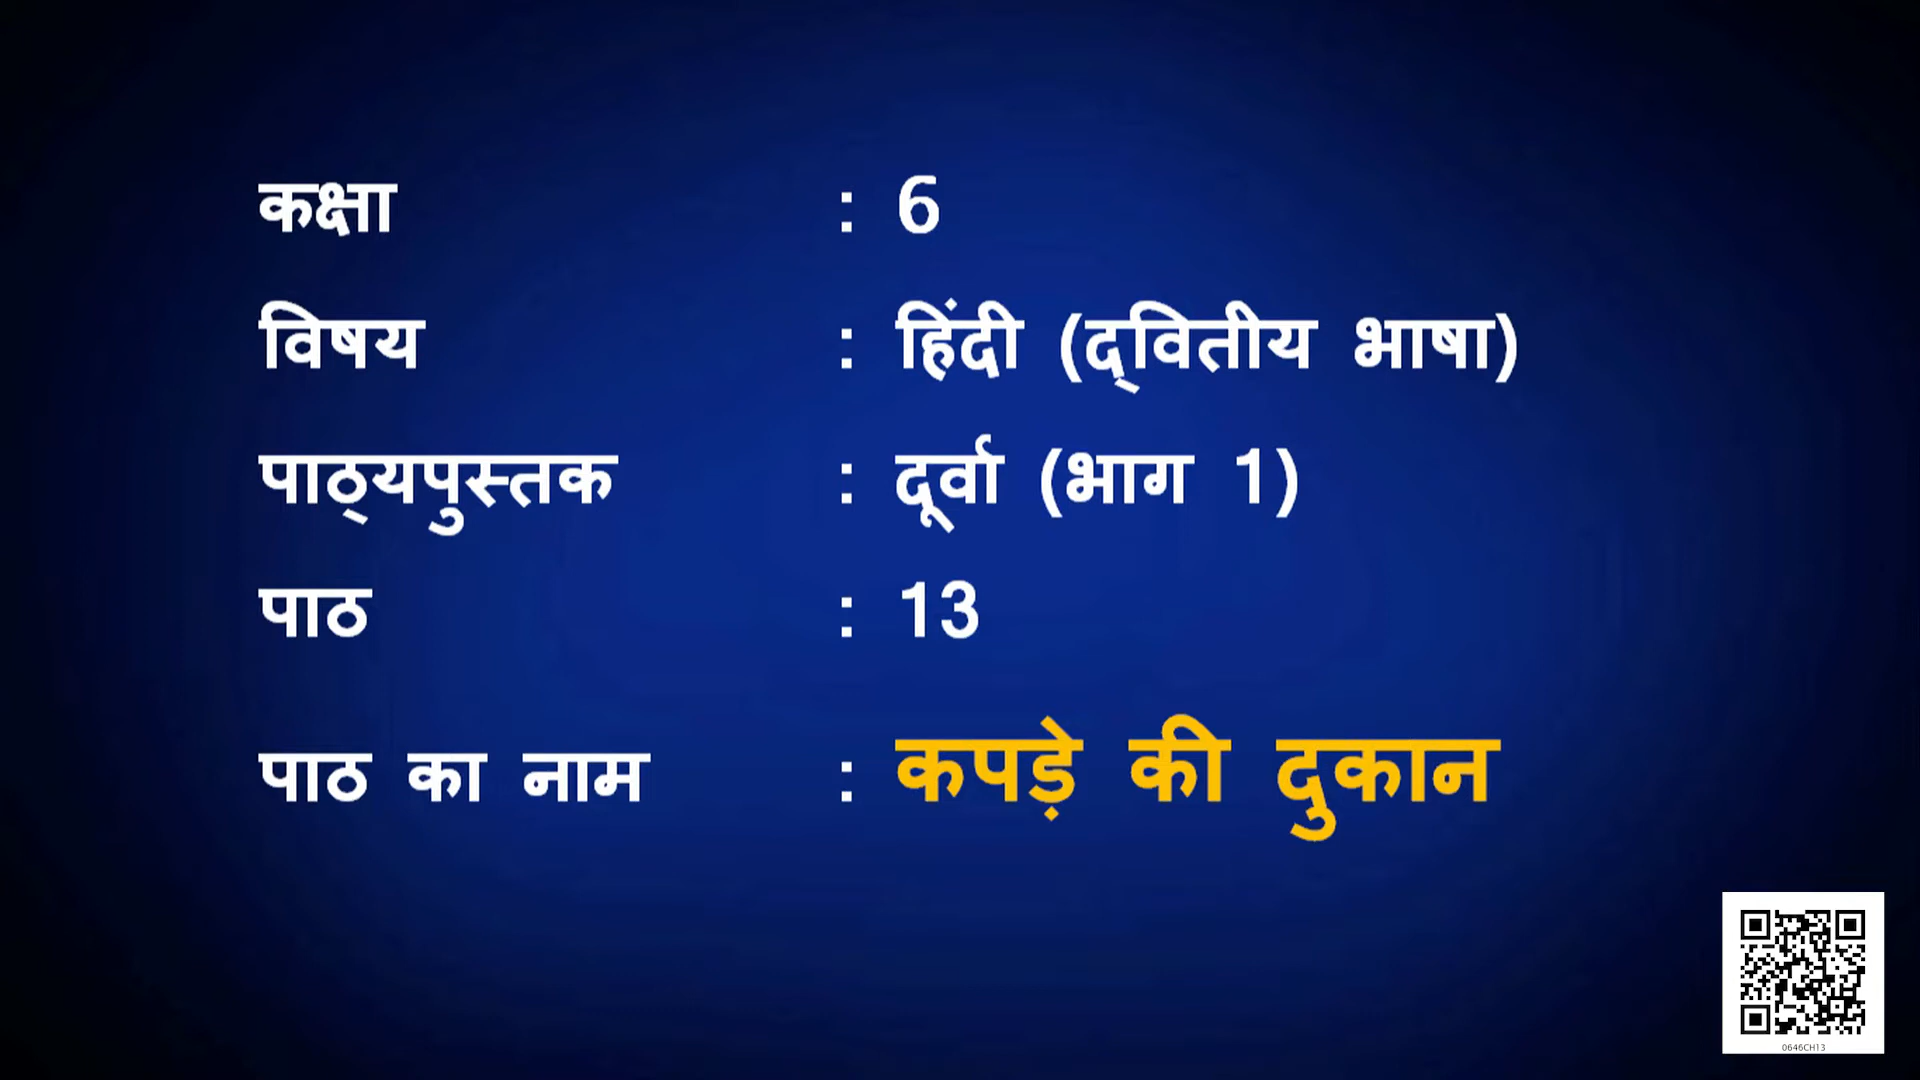 कक्षा : 6
विषय : हिंदी (द्‌वितीय भाषा)
पाठ्‌यपुस्तक : दूर्वा (भाग 1)
पाठ : 13
पाठ का नाम : कपड़े की दुकान
0646CH13